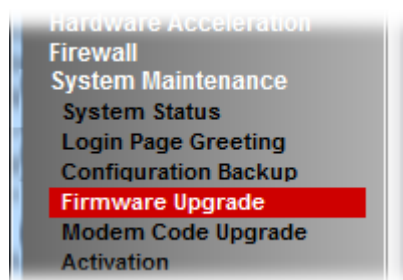 Hardware Acceleration
Firewall
System Maintenance
System Status
Login Page Greeting
Configuration Backup
Firmware Upgrade
Modem Code Upgrade
Activation